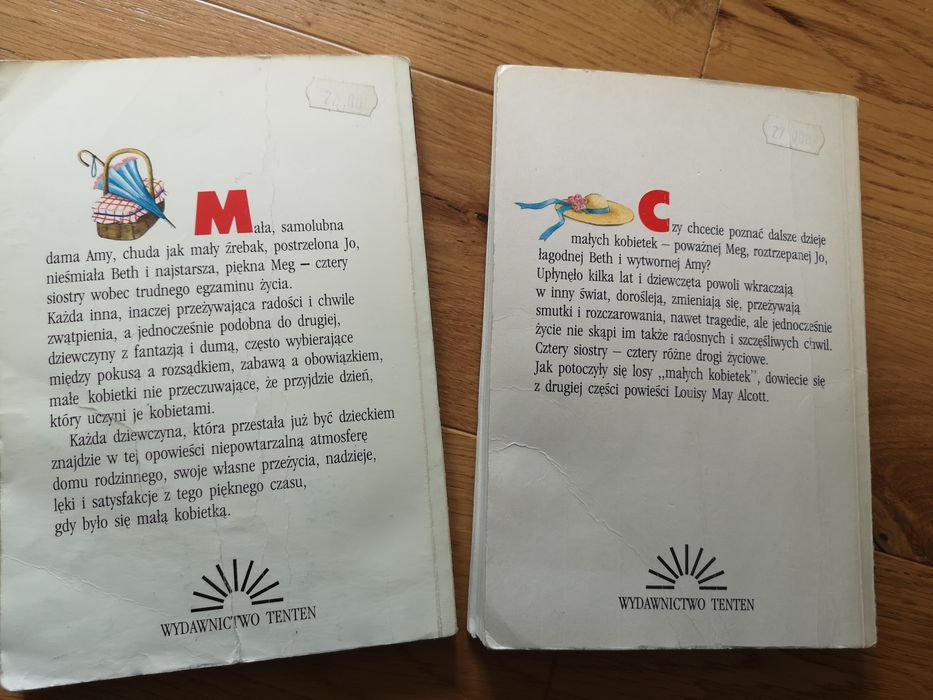 Mała, samolubna
dama Amy, chuda jak mały źrebak, postrzelona Jo,
nieśmiała Beth i najstarsza, piękna Meg — cztery
siostry wobec trudnego egzaminu życia.
Każda inna, inaczej przeżywająca radości i chwile
zwątpienia, a jednocześnie podobna do drugiej,
dziewczyny z fantazją i dumą, często wybierające
między pokusą a rozsądkiem, zabawą a obowiązkiem,
małe kobietki nie przeczuwające, że przyjdzie dzień,
który uczyni je kobietami.
Każda dziewczyna, która przestała już być dzieckiem
znajdzie w tej opowieści niepowtarzalną atmosferę
domu rodzinnego, swoje własne przeżycia, nadzieje,
lęki i satysfakcje z tego pięknego czasu,
gdy było się małą kobietką.
WYDAWNICTWO TENTEN
Czy chcecie poznać dalsze dzieje
małych kobietek – poważnej Meg, roztrzepanej Jo,
łagodnej Beth i wytwornej Amy?
Upłynęło kilka lat i dziewczęta powoli wkraczają
w inny świat, dorośleją, zmieniają się, przeżywają
smutki i rozczarowania, nawet tragedie, ale jednocześnie
życie nie skąpi im także radosnych i szczęśliwych chwil.
Cztery siostry – cztery różne drogi życiowe.
Jak potoczyły się losy „małych kobietek", dowiecie się
z drugiej części powieści Louisy May Alcott.
WYDAWNICTWO TENTEN